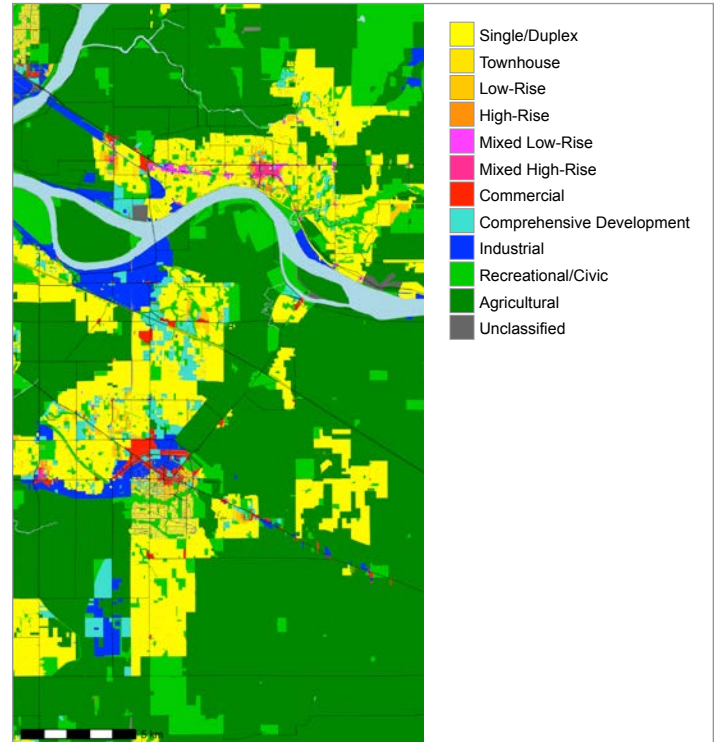 Single/Duplex
Townhouse
Low-Rise
High-Rise
Mixed Low-Rise
Mixed High-Rise
Commercial
Comprehensive Development
Industrial
Recreational/Civic
Agricultural
Unclassified
5 km